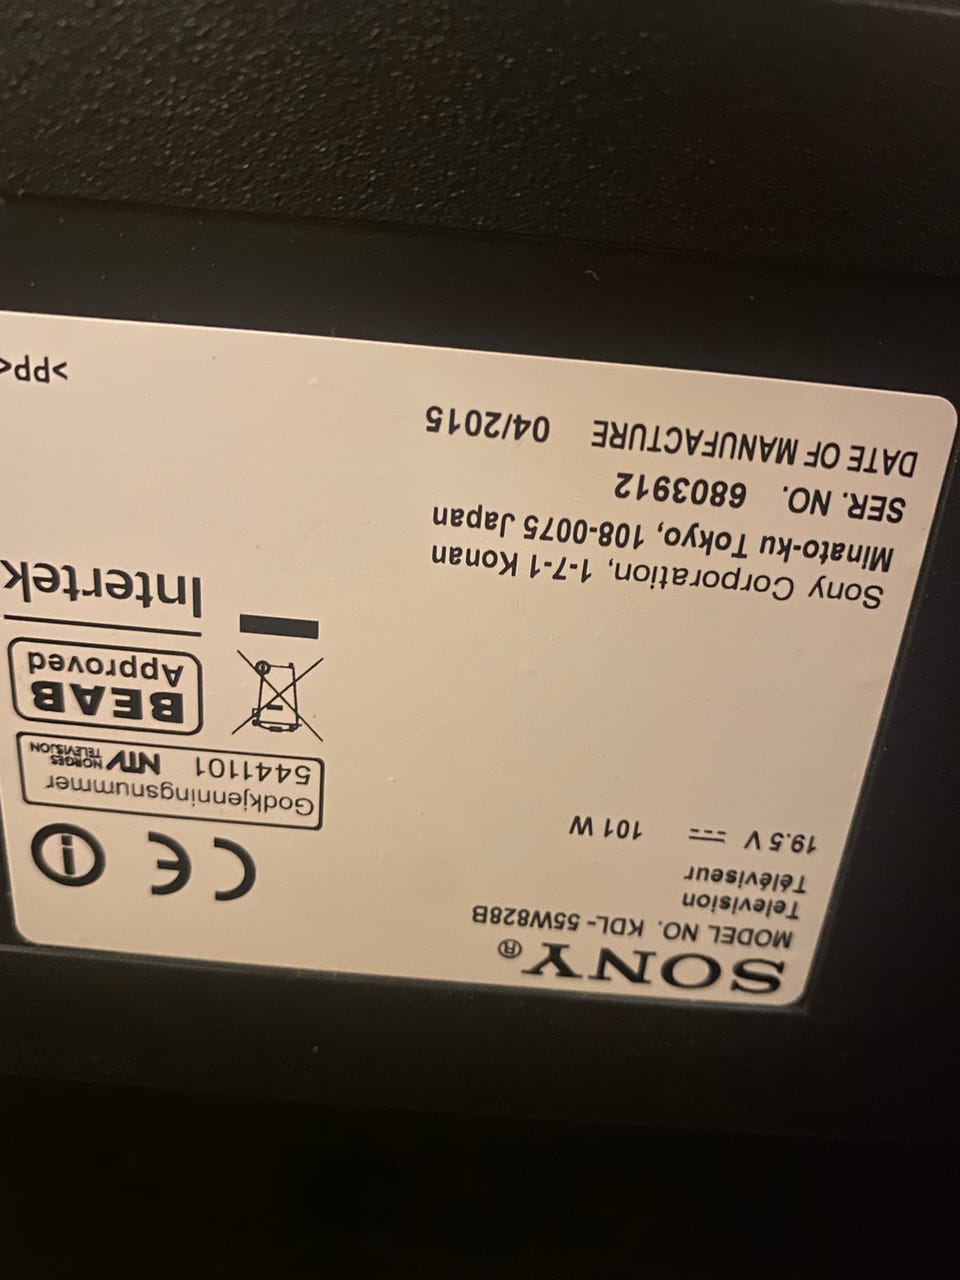 SONY®
MODEL NO. KDL- 55W828B
Television
Téléviseur
19.5 V 101 W
CE
Godkjenningsnummer
5441101 NTV NORGES
TELEVISJON
BEAB
Approved
Intertek
Sony Corporation, 1-7-1 Konan
Minato-ku Tokyo, 108-0075 Japan
SER. NO. 6803912
DATE OF MANUFACTURE 04/2015
>PP<